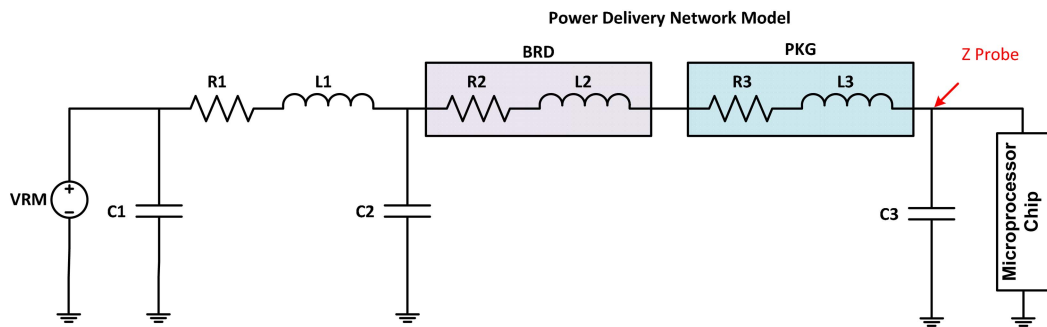 Power Delivery Network Model
BRD
PKG
Z Probe
R1
L1
R2
L2
R3
L3
VRM
+
−
C1
C2
C3
Microprocessor
Chip